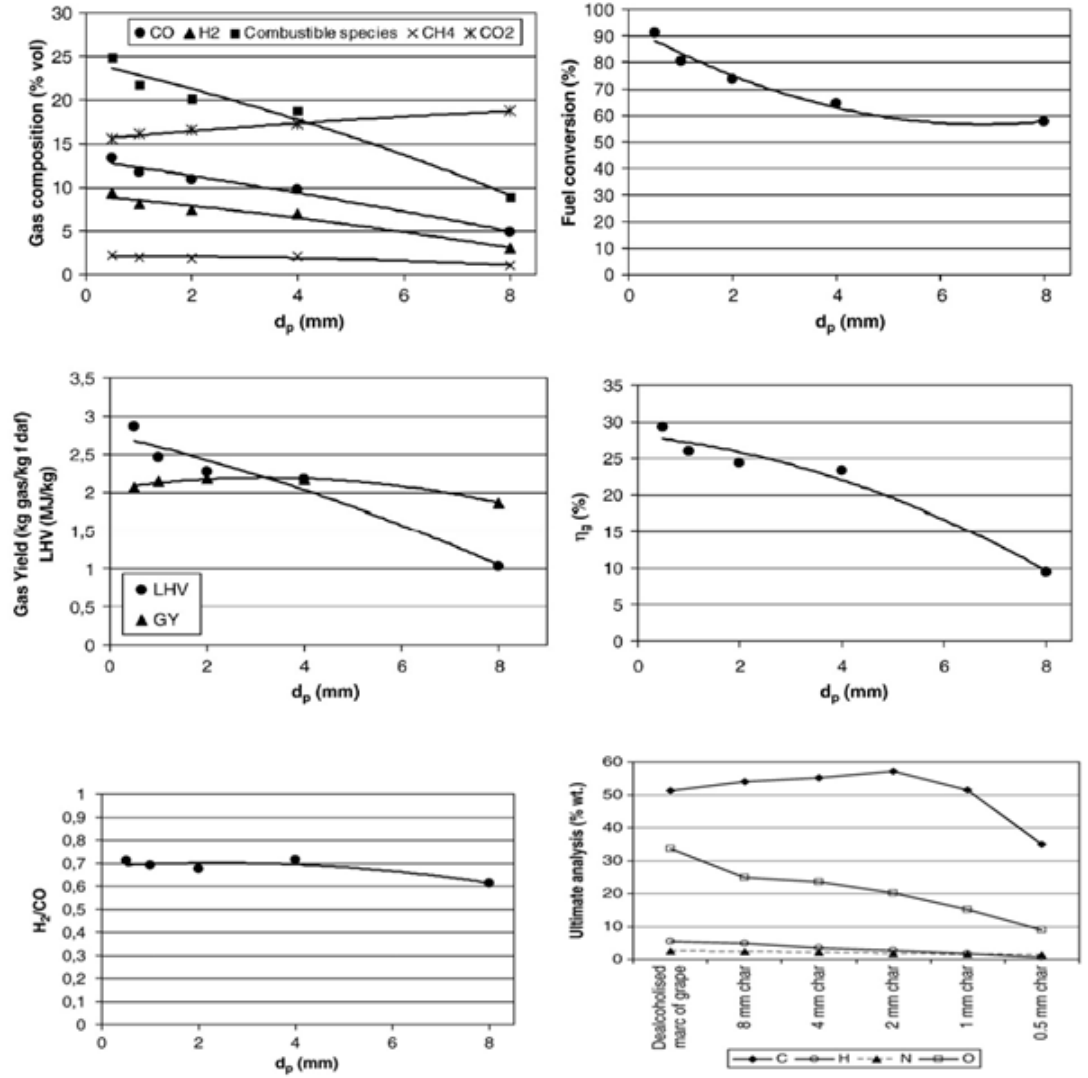 30
25
20
15
10
5
0
Gas composition (% vol)
CO H2 Combustible species CH4 CO2
0 2 4 6 8
dₚ (mm)
100
90
80
70
60
50
40
30
20
10
0
Fuel conversion (%)
0 2 4 6 8
dₚ (mm)
3,5
3
2,5
2
1,5
1
0,5
0
Gas Yield (kg gas/kg f daf)
LHV (MJ/kg)
LHV
GY
0 2 4 6 8
dₚ (mm)
35
30
25
20
15
10
5
0
ηg (%)
0 2 4 6 8
dₚ (mm)
1
0,9
0,8
0,7
0,6
0,5
0,4
0,3
0,2
0,1
0
H₂/CO
0 2 4 6 8
dₚ (mm)
60
50
40
30
20
10
0
Ultimate analysis (% wt.)
Dealcoholised
marc of grape
8 mm char
4 mm char
2 mm char
1 mm char
0.5 mm char
C H N O